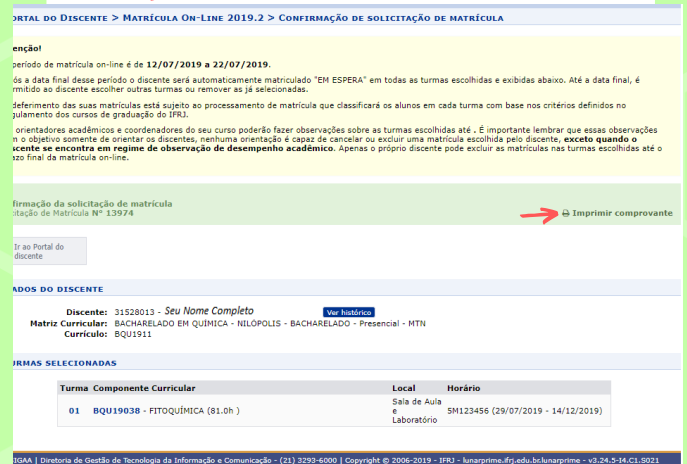 ORTAL DO DISCENTE > MATRÍCULA ON-LINE 2019.2 > CONFIRMAÇÃO DE SOLICITAÇÃO DE MATRÍCULA
enção!
período de matrícula on-line é de 12/07/2019 a 22/07/2019.
ós a data final desse período o discente será automaticamente matriculado "EM ESPERA" em todas as turmas escolhidas e exibidas abaixo. Até a data final, é
rmitido ao discente escolher outras turmas ou remover as já selecionadas.
deferimento das suas matrículas está sujeito ao processamento de matrícula que classificará os alunos em cada turma com base nos critérios definidos no
gulamento dos cursos de graduação do IFRJ.
orientadores acadêmicos e coordenadores do seu curso poderão fazer observações sobre as turmas escolhidas até . É importante lembrar que essas observações
m o objetivo somente de orientar os discentes, nenhuma orientação é capaz de cancelar ou excluir uma matrícula escolhida pelo discente, exceto quando o
scente se encontra em regime de observação de desempenho acadêmico. Apenas o próprio discente pode excluir as matrículas nas turmas escolhidas até o
azo final da matrícula on-line.
nfirmação da solicitação de matrícula
icitação de Matrícula Nº 13974
Imprimir comprovante
Ir ao Portal do
discente
ADOS DO DISCENTE
Discente: 31528013 - Seu Nome Completo Ver histórico
Matriz Curricular: BACHARELADO EM QUÍMICA - NILÓPOLIS - BACHARELADO - Presencial - MTN
Currículo: BQU1911
URMAS SELECIONADAS
Turma Componente Curricular Local Horário
01 BQU19038 - FITOQUÍMICA (81.0h ) Sala de Aula e Laboratório 5M123456 (29/07/2019 - 14/12/2019)
IGAA | Diretoria de Gestão de Tecnologia da Informação e Comunicação - (21) 3293-6000 | Copyright © 2006-2019 - IFRJ - lunarprime.ifrj.edu.br.lunarprime - v3.24.5-I4.C1.S021